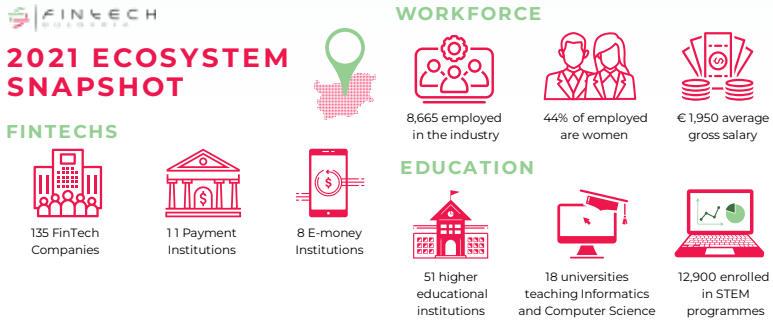 FINTECH
BULGARIA
2021 ECOSYSTEM
SNAPSHOT
FINTECHS
135 FinTech
Companies
11 Payment
Institutions
8 E-money
Institutions
WORKFORCE
8,665 employed
in the industry
44% of employed
are women
€ 1,950 average
gross salary
EDUCATION
51 higher
educational
institutions
18 universities
teaching Informatics
and Computer Science
12,900 enrolled
in STEM
programmes